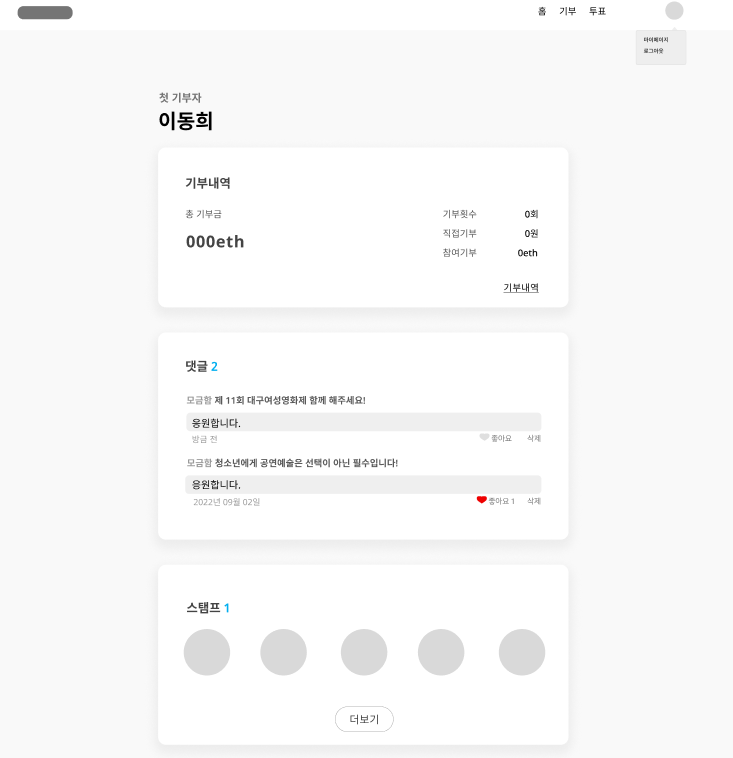 홈 기부 투표
마이페이지
로그아웃
첫 기부자
이동희
기부내역
총 기부금
000eth
기부횟수 0회
직접기부 0원
참여기부 0eth
기부내역
댓글 2
모금함 제 11회 대구여성영화제 함께 해주세요!
응원합니다.
방금 전 좋아요 삭제
모금함 청소년에게 공연예술은 선택이 아닌 필수입니다!
응원합니다.
2022년 09월 02일 좋아요 1 삭제
스탬프 1
더보기